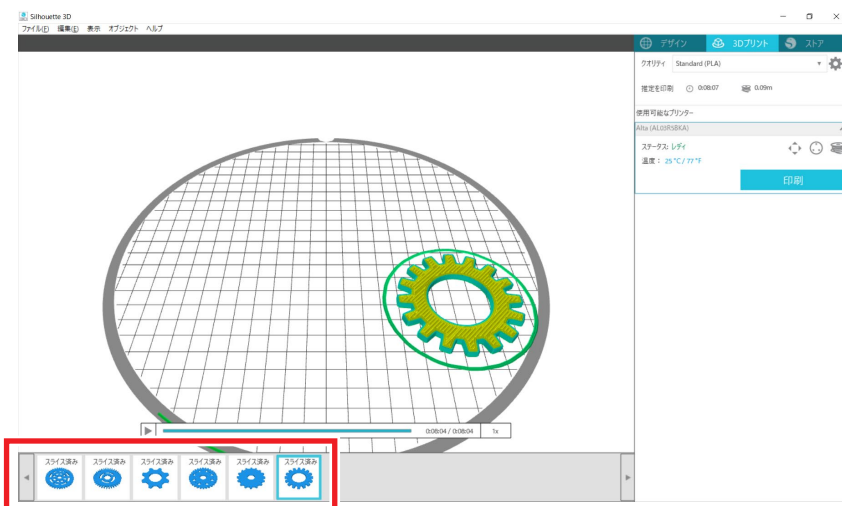 Silhouette 3D
ファイル(F) 編集(E) 表示 オブジェクト ヘルプ
デザイン 3Dプリント ストア
クオリティ Standard (PLA)
推定を印刷 0:08:07 0.09m
使用可能なプリンター
Alta (AL03R5BKA)
ステータス: レディ
温度： 25 °C / 77 °F
印刷
0:08:04 / 0:08:04 1x
スライス済み スライス済み スライス済み スライス済み スライス済み スライス済み